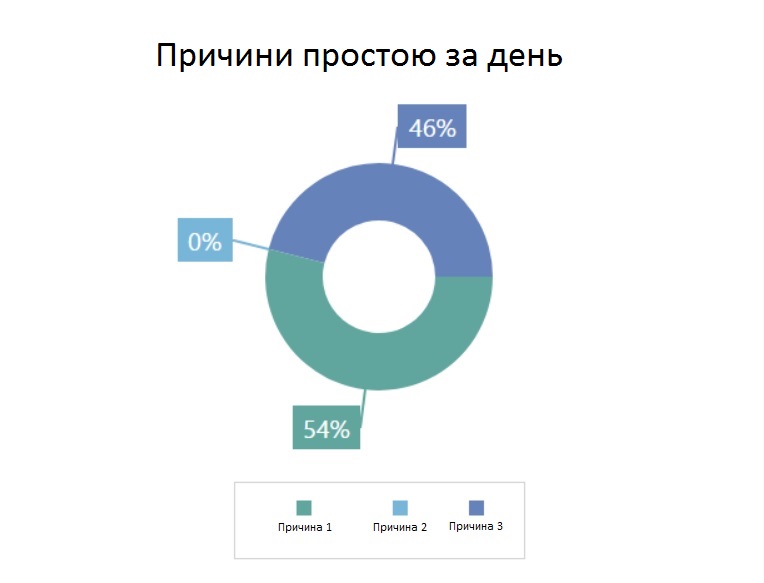 Причини простою за день
46%
0%
54%
Причина 1
Причина 2
Причина 3